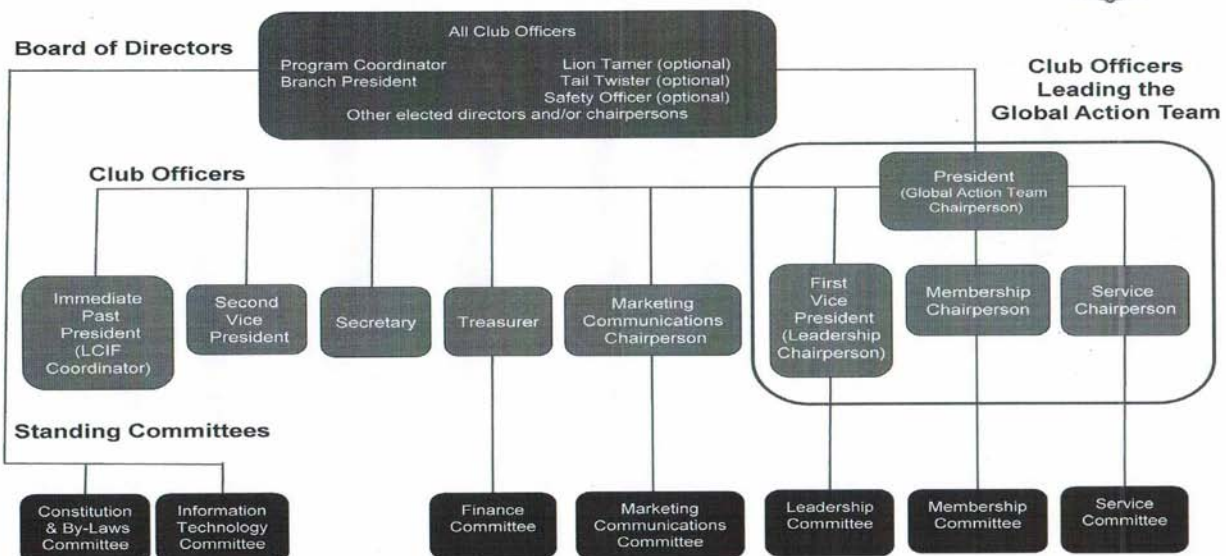 Board of Directors
All Club Officers
Program Coordinator
Branch President
Lion Tamer (optional)
Tail Twister (optional)
Safety Officer (optional)
Other elected directors and/or chairpersons
Club Officers
Leading the
Global Action Team
Club Officers
President
(Global Action Team
Chairperson)
Immediate
Past
President
(LCIF
Coordinator)
Second
Vice
President
Secretary
Treasurer
Marketing
Communications
Chairperson
First
Vice
President
(Leadership
Chairperson)
Membership
Chairperson
Service
Chairperson
Standing Committees
Constitution
& By-Laws
Committee
Information
Technology
Committee
Finance
Committee
Marketing
Communications
Committee
Leadership
Committee
Membership
Committee
Service
Committee